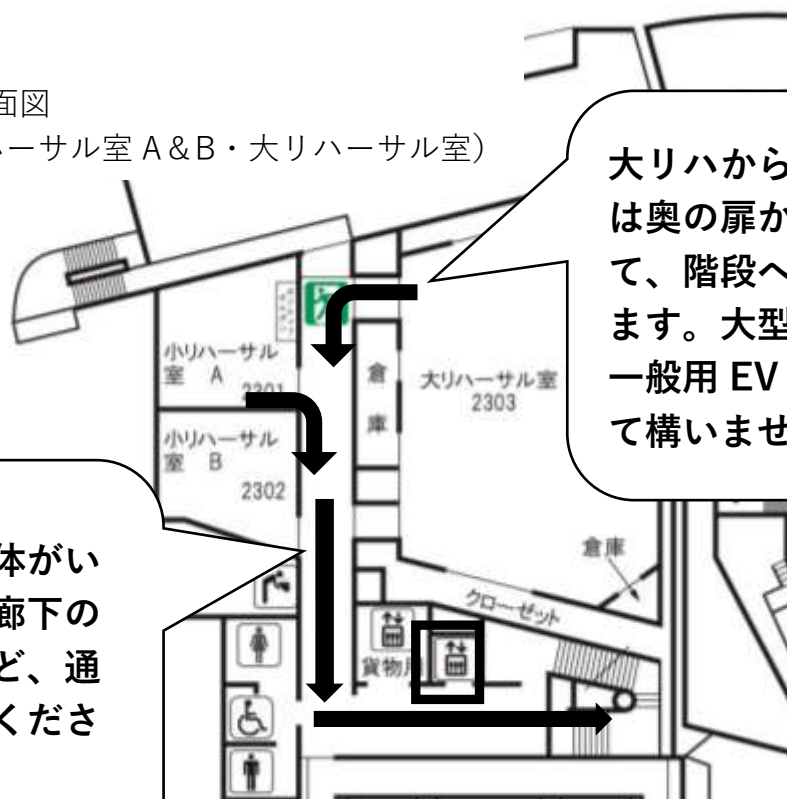 面図
ハーサル室 A&B・大リハーサル室）
大リハから
は奥の扉か
て、階段へ
ます。大型
一般用 EV
て構いませ
小リハーサル
室 A
2301
倉
庫
大リハーサル室
2303
小リハーサル
室 B
2302
体がい
廊下の
ど、通
くださ
倉庫
クローゼット
貨物用